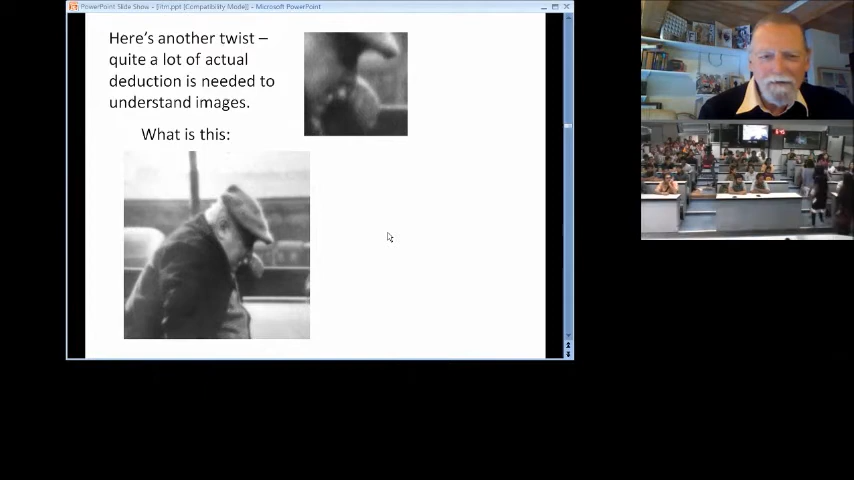 PowerPoint Slide Show - [iitm.ppt [Compatibility Mode]] - Microsoft PowerPoint
Here's another twist –
quite a lot of actual
deduction is needed to
understand images.
What is this: